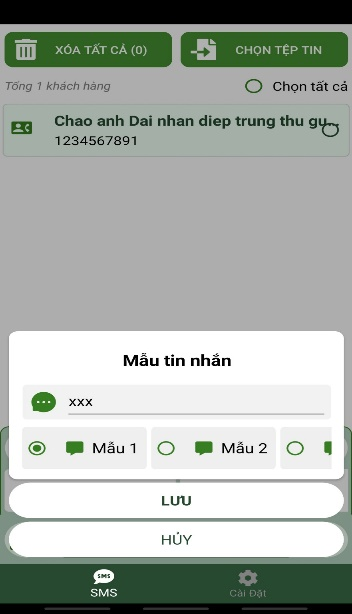 XÓA TẤT CẢ (0)
CHỌN TỆP TIN
Tổng 1 khách hàng
Chọn tất cả
Chao anh Dai nhan diep trung thu gu...
1234567891
Mẫu tin nhắn
xxx
Mẫu 1
Mẫu 2
LƯU
HỦY
SMS
SMS
Cài Đặt